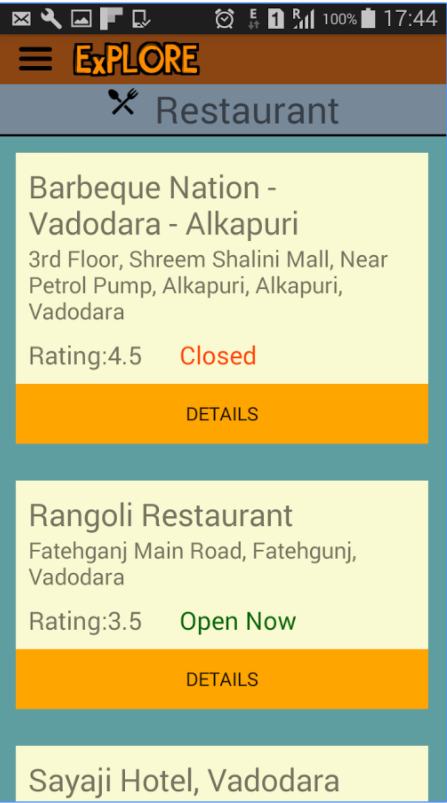 E 1 R 100% 17:44
ExPLORE
Restaurant
Barbeque Nation -
Vadodara - Alkapuri
3rd Floor, Shreem Shalini Mall, Near
Petrol Pump, Alkapuri, Alkapuri,
Vadodara
Rating:4.5 Closed
DETAILS
Rangoli Restaurant
Fatehganj Main Road, Fatehgunj,
Vadodara
Rating:3.5 Open Now
DETAILS
Sayaji Hotel, Vadodara